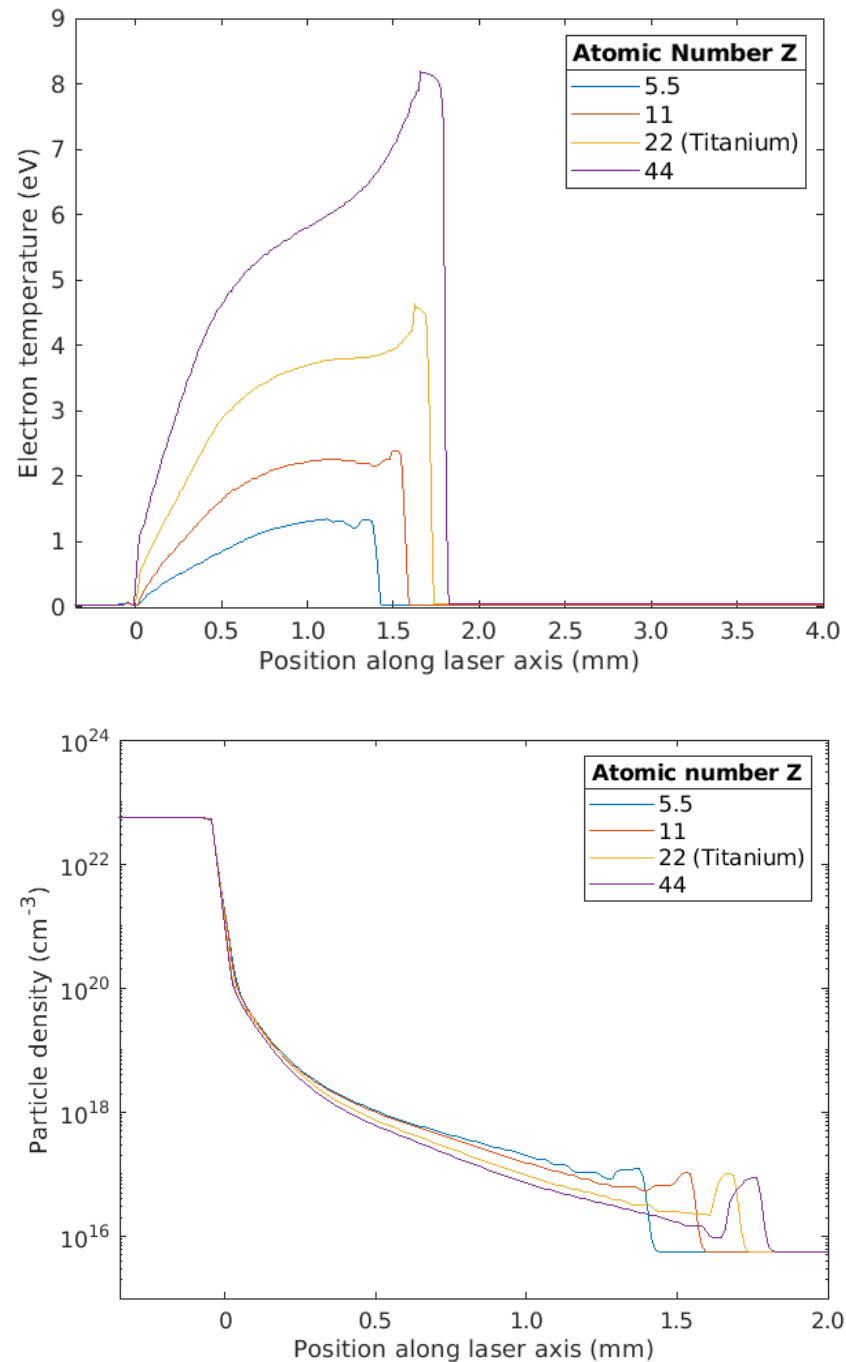 9
8
7
6
5
4
3
2
1
0
Electron temperature (eV)
Atomic Number Z
5.5
11
22 (Titanium)
44
0 0.5 1.0 1.5 2.0 2.5 3.0 3.5 4.0
Position along laser axis (mm)
10^24
10^22
10^20
10^18
10^16
Particle density (cm^-3)
Atomic number Z
5.5
11
22 (Titanium)
44
0 0.5 1.0 1.5 2.0
Position along laser axis (mm)